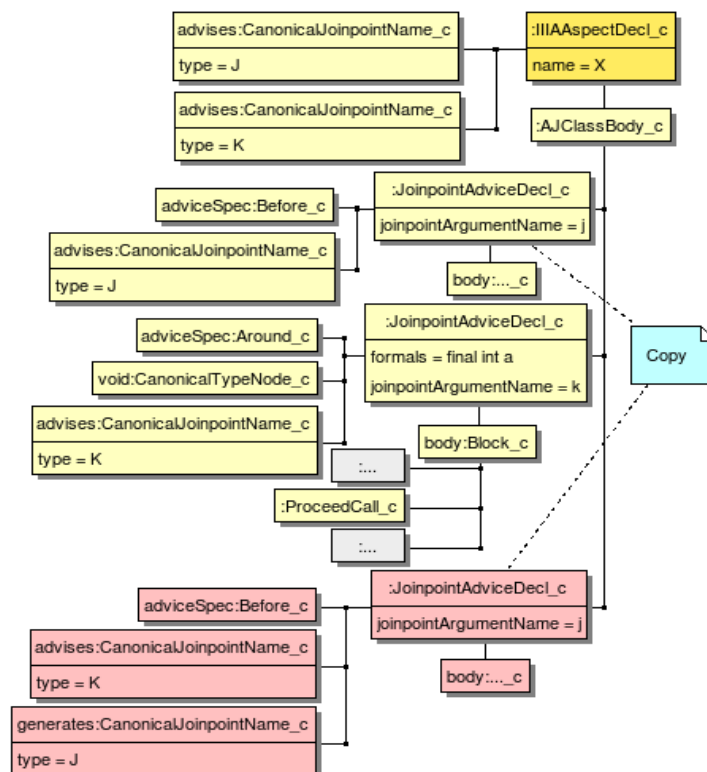 advises:CanonicalJoinpointName_c
type = J
:IIIAAspectDecl_c
name = X
advises:CanonicalJoinpointName_c
type = K
:AJClassBody_c
adviceSpec:Before_c
:JoinpointAdviceDecl_c
joinpointArgumentName = j
advises:CanonicalJoinpointName_c
type = J
body:..._c
adviceSpec:Around_c
:JoinpointAdviceDecl_c
formals = final int a
joinpointArgumentName = k
void:CanonicalTypeNode_c
Copy
advises:CanonicalJoinpointName_c
type = K
body:Block_c
:...
:ProceedCall_c
:...
adviceSpec:Before_c
:JoinpointAdviceDecl_c
joinpointArgumentName = j
advises:CanonicalJoinpointName_c
type = K
body:..._c
generates:CanonicalJoinpointName_c
type = J